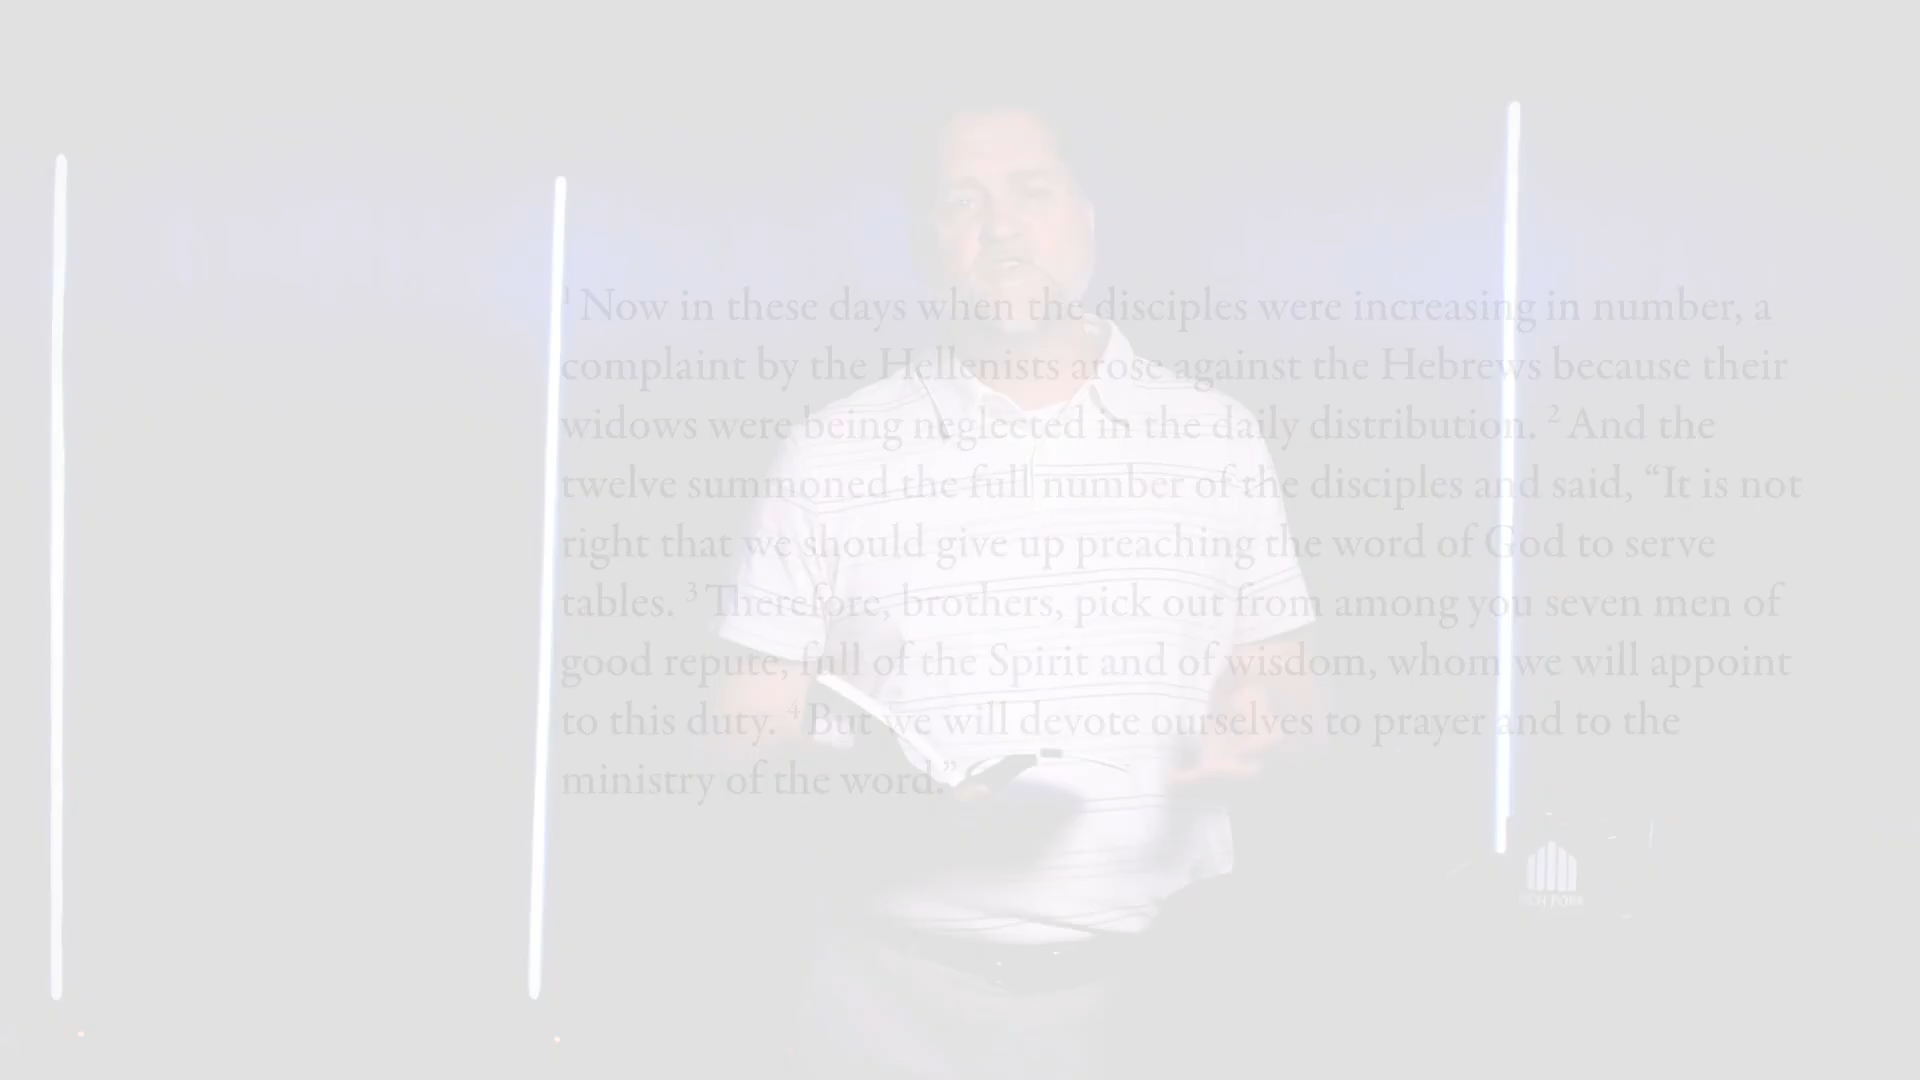 1 Now in these days when the disciples were increasing in number, a
complaint by the Hellenists arose against the Hebrews because their
widows were being neglected in the daily distribution. 2 And the
twelve summoned the full number of the disciples and said, “It is not
right that we should give up preaching the word of God to serve
tables. 3 Therefore, brothers, pick out from among you seven men of
good repute, full of the Spirit and of wisdom, whom we will appoint
to this duty. 4 But we will devote ourselves to prayer and to the
ministry of the word.”